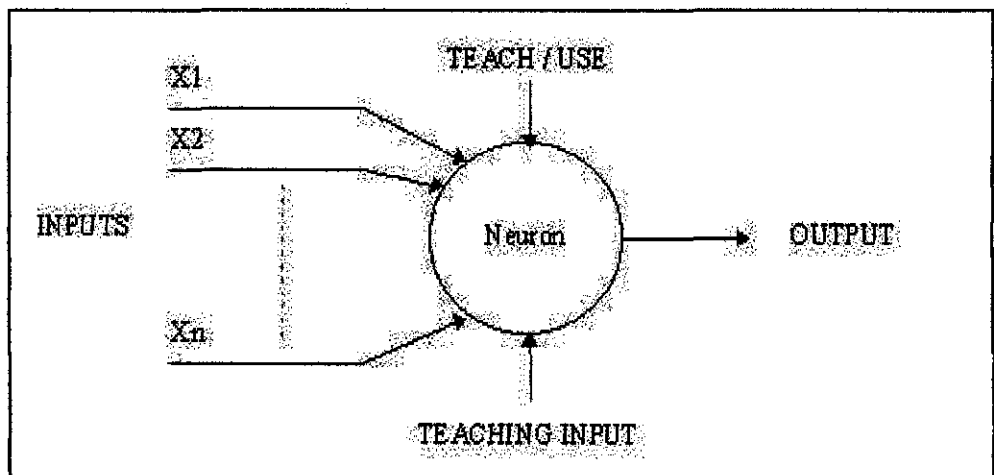 TEACH / USE
X1
X2
INPUTS
Neuron
OUTPUT
Xn
TEACHING INPUT